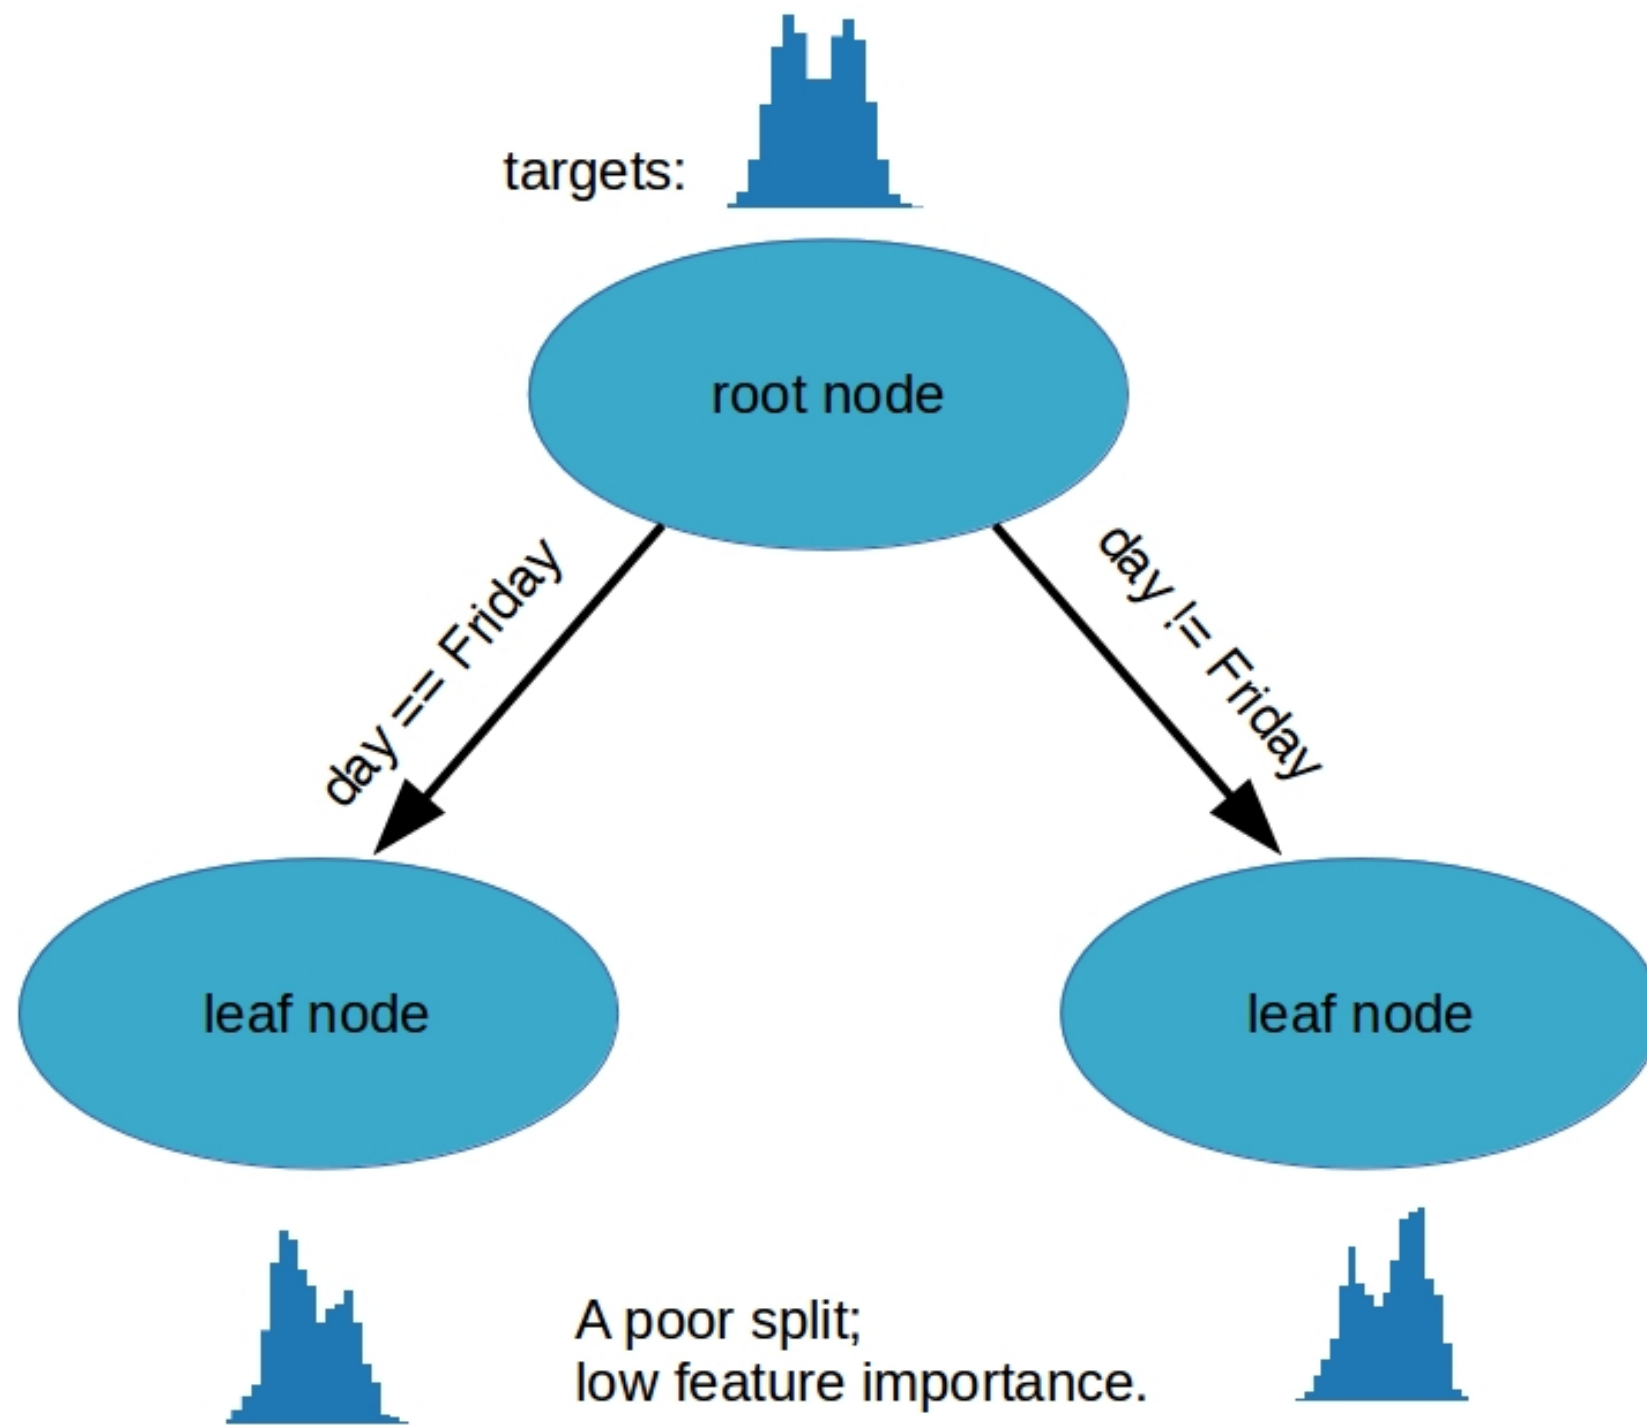 targets:
root node
day == Friday
day != Friday
leaf node
leaf node
A poor split;
low feature importance.